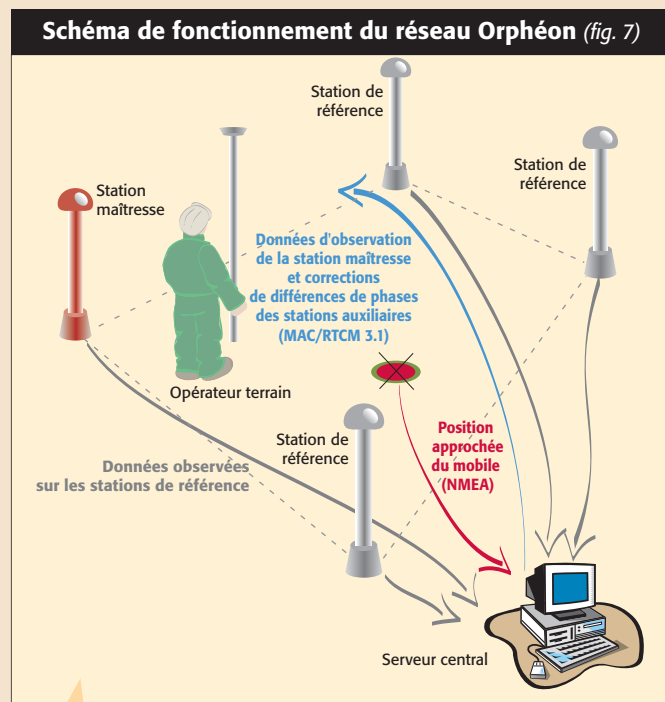 Schéma de fonctionnement du réseau Orphéon (fig. 7)
Station de
référence
Station de
référence
Station
maîtresse
Données d'observation
de la station maîtresse
et corrections
de différences de phases
des stations auxiliaires
(MAC/RTCM 3.1)
Opérateur terrain
Station de
référence
Position
approchée
du mobile
(NMEA)
Données observées
sur les stations de référence
Serveur central